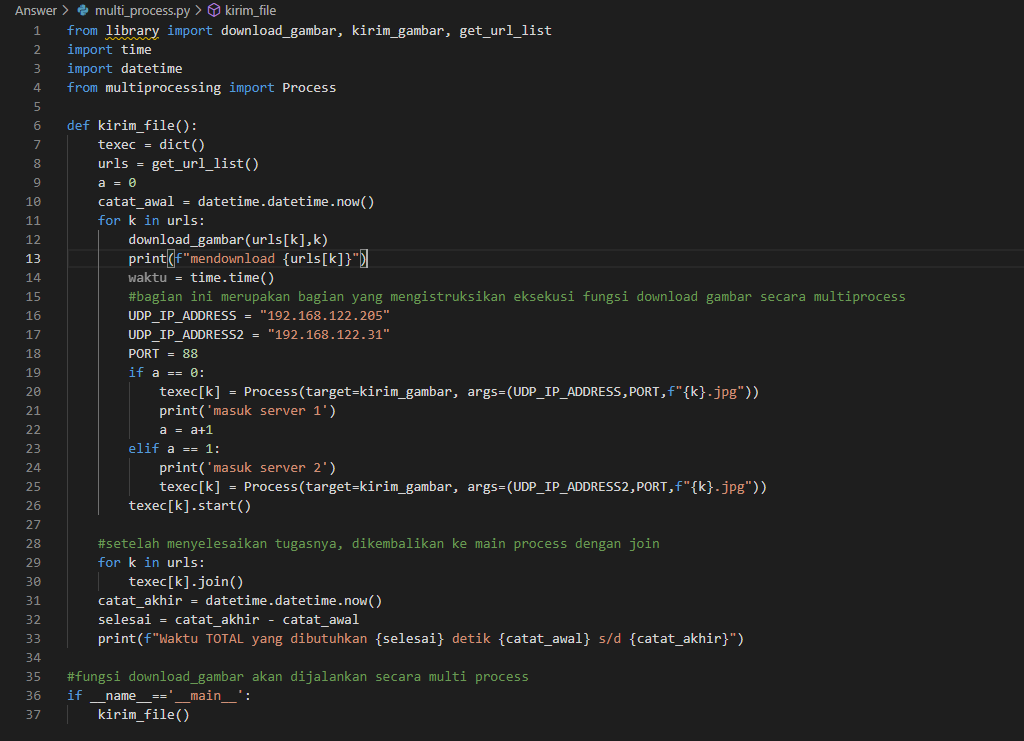 Answer > multi_process.py > kirim_file
1 from library import download_gambar, kirim_gambar, get_url_list
2 import time
3 import datetime
4 from multiprocessing import Process
5
6 def kirim_file():
7     texec = dict()
8     urls = get_url_list()
9     a = 0
10     catat_awal = datetime.datetime.now()
11     for k in urls:
12         download_gambar(urls[k],k)
13         print(f"mendownload {urls[k]}")
14         waktu = time.time()
15         #bagian ini merupakan bagian yang mengistruksikan eksekusi fungsi download gambar secara multiprocess
16         UDP_IP_ADDRESS = "192.168.122.205"
17         UDP_IP_ADDRESS2 = "192.168.122.31"
18         PORT = 88
19         if a == 0:
20             texec[k] = Process(target=kirim_gambar, args=(UDP_IP_ADDRESS,PORT,f"{k}.jpg"))
21             print('masuk server 1')
22             a = a+1
23         elif a == 1:
24             print('masuk server 2')
25             texec[k] = Process(target=kirim_gambar, args=(UDP_IP_ADDRESS2,PORT,f"{k}.jpg"))
26         texec[k].start()
27
28     #setelah menyelesaikan tugasnya, dikembalikan ke main process dengan join
29     for k in urls:
30         texec[k].join()
31     catat_akhir = datetime.datetime.now()
32     selesai = catat_akhir - catat_awal
33     print(f"Waktu TOTAL yang dibutuhkan {selesai} detik {catat_awal} s/d {catat_akhir}")
34
35 #fungsi download_gambar akan dijalankan secara multi process
36 if __name__=='__main__':
37     kirim_file()